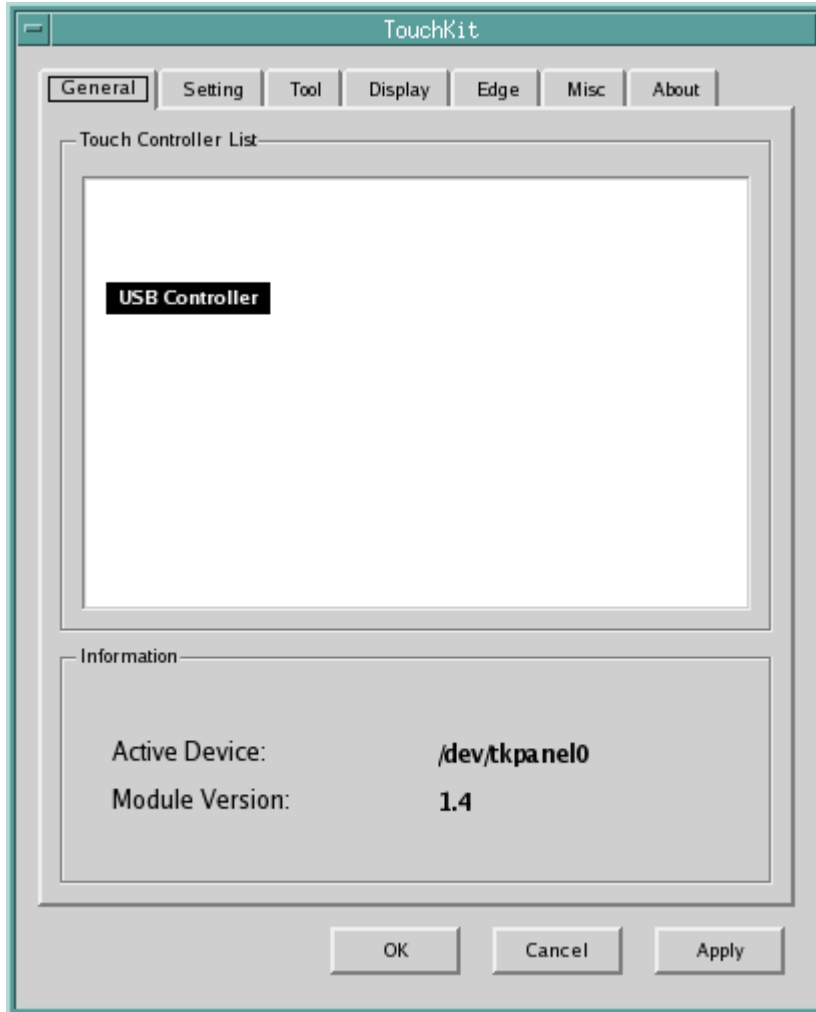 TouchKit
General Setting Tool Display Edge Misc About
Touch Controller List
USB Controller
Information
Active Device: /dev/tkpanel0
Module Version: 1.4
OK Cancel Apply